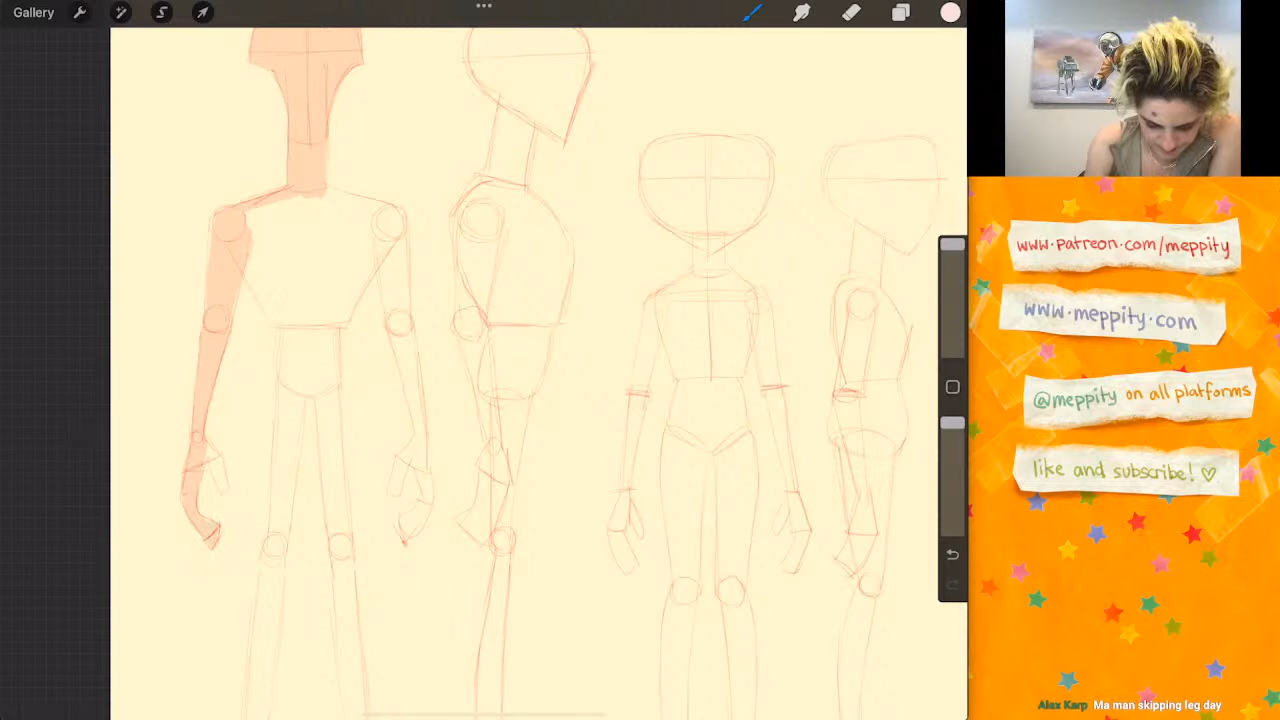 Gallery
www.patreon.com/meppity
www.meppity.com
@meppity on all platforms
like and subscribe! ♡
Alex Karp Ma man skipping leg day